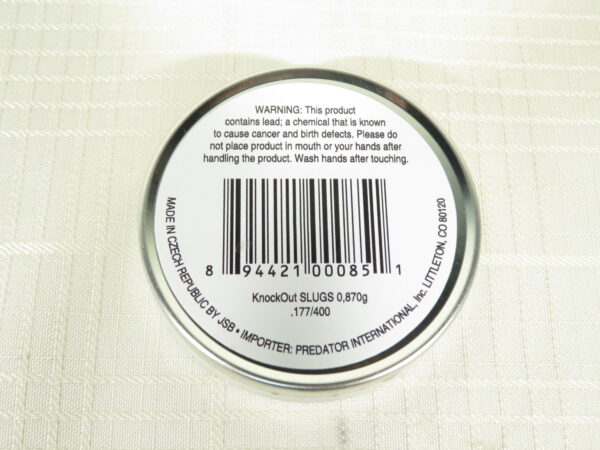 WARNING: This product
contains lead; a chemical that is known
to cause cancer and birth defects. Please do
not place product in mouth or your hands after
handling the product. Wash hands after touching.
8 94421 00085 1
KnockOut SLUGS 0,870g
.177/400
MADE IN CZECH REPUBLIC BY JSB • IMPORTER: PREDATOR INTERNATIONAL, Inc. LITTLETON, CO 80120